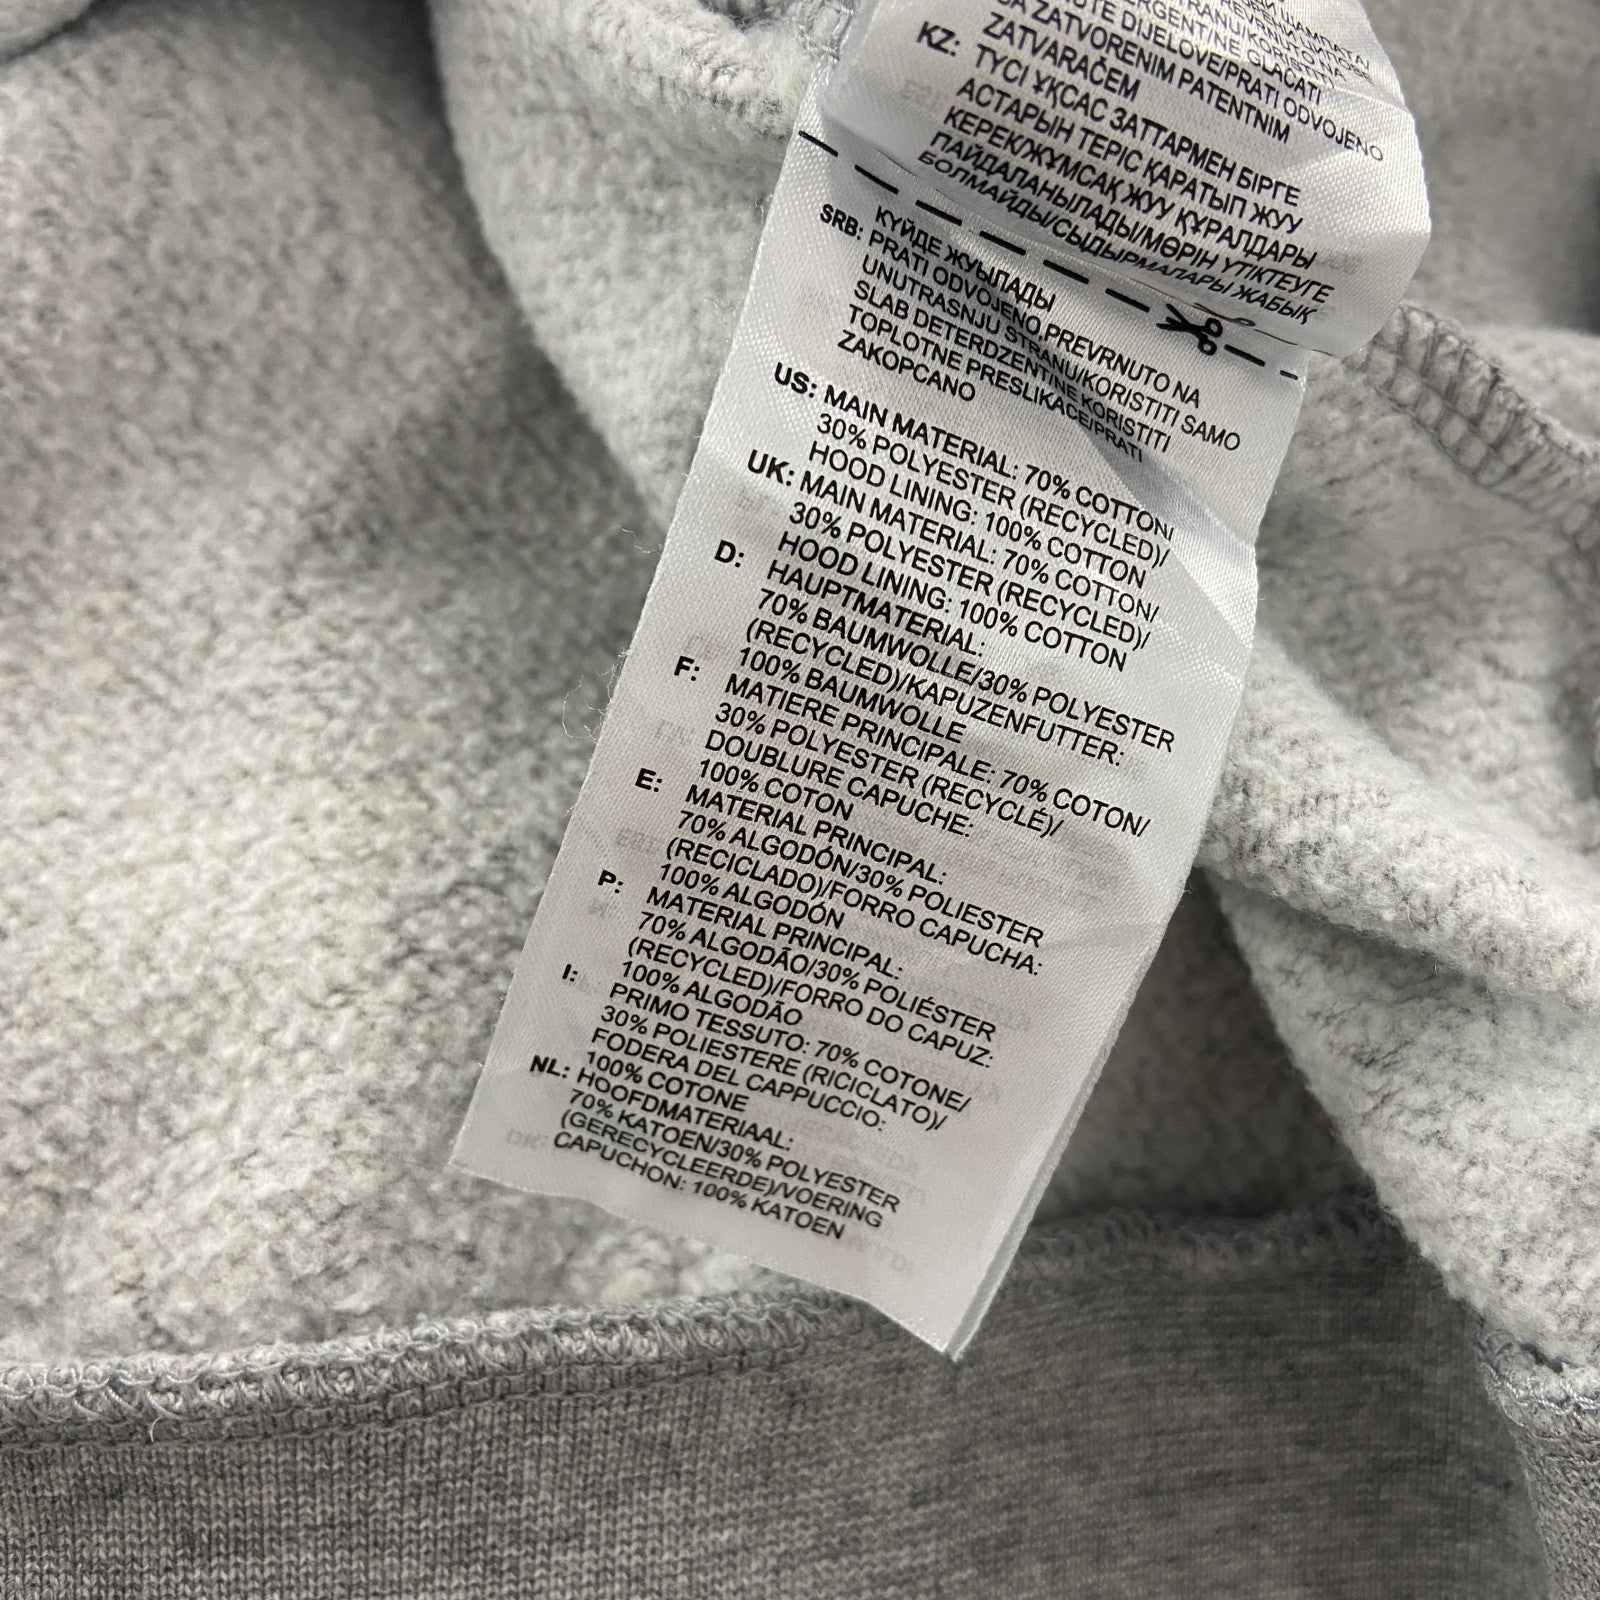 SA ZATVORENIM PATENTNIM
ZATVARAČEM
KZ: ТҮСІ ҰҚСАС ЗАТТАРМЕН БІРГЕ
АСТАРЫН ТЕРІС ҚАРАТЫП ЖУУ
КЕРЕК/ЖҰМСАҚ ЖУУ ҚҰРАЛДАРЫ
ПАЙДАЛАНЫЛАДЫ/МӨРІН ҮТІКТЕУГЕ
БОЛМАЙДЫ/СЫДЫРМАЛАРЫ ЖАБЫҚ
КҮЙДЕ ЖУЫЛАДЫ
SRB: PRATI ODVOJENO,PREVRNUTO NA
UNUTRASNJU STRANU/KORISTITI SAMO
SLAB DETERDZENT/NE KORISTITI
TOPLOTNE PRESLIKACE/PRATI
ZAKOPCANO
US: MAIN MATERIAL: 70% COTTON/
30% POLYESTER (RECYCLED)/
HOOD LINING: 100% COTTON
UK: MAIN MATERIAL: 70% COTTON/
30% POLYESTER (RECYCLED)/
HOOD LINING: 100% COTTON
D: HAUPTMATERIAL:
70% BAUMWOLLE/30% POLYESTER
(RECYCLED)/KAPUZENFUTTER:
100% BAUMWOLLE
F: MATIERE PRINCIPALE: 70% COTON/
30% POLYESTER (RECYCLÉ)/
DOUBLURE CAPUCHE:
100% COTON
E: MATERIAL PRINCIPAL:
70% ALGODÓN/30% POLIESTER
(RECICLADO)/FORRO CAPUCHA:
100% ALGODÓN
P: MATERIAL PRINCIPAL:
70% ALGODÃO/30% POLIÉSTER
(RECYCLED)/FORRO DO CAPUZ:
100% ALGODÃO
I: PRIMO TESSUTO: 70% COTONE/
30% POLIESTERE (RICICLATO)/
FODERA DEL CAPPUCCIO:
100% COTONE
NL: HOOFDMATERIAAL:
70% KATOEN/30% POLYESTER
(GERECYCLEERDE)/VOERING
CAPUCHON: 100% KATOEN